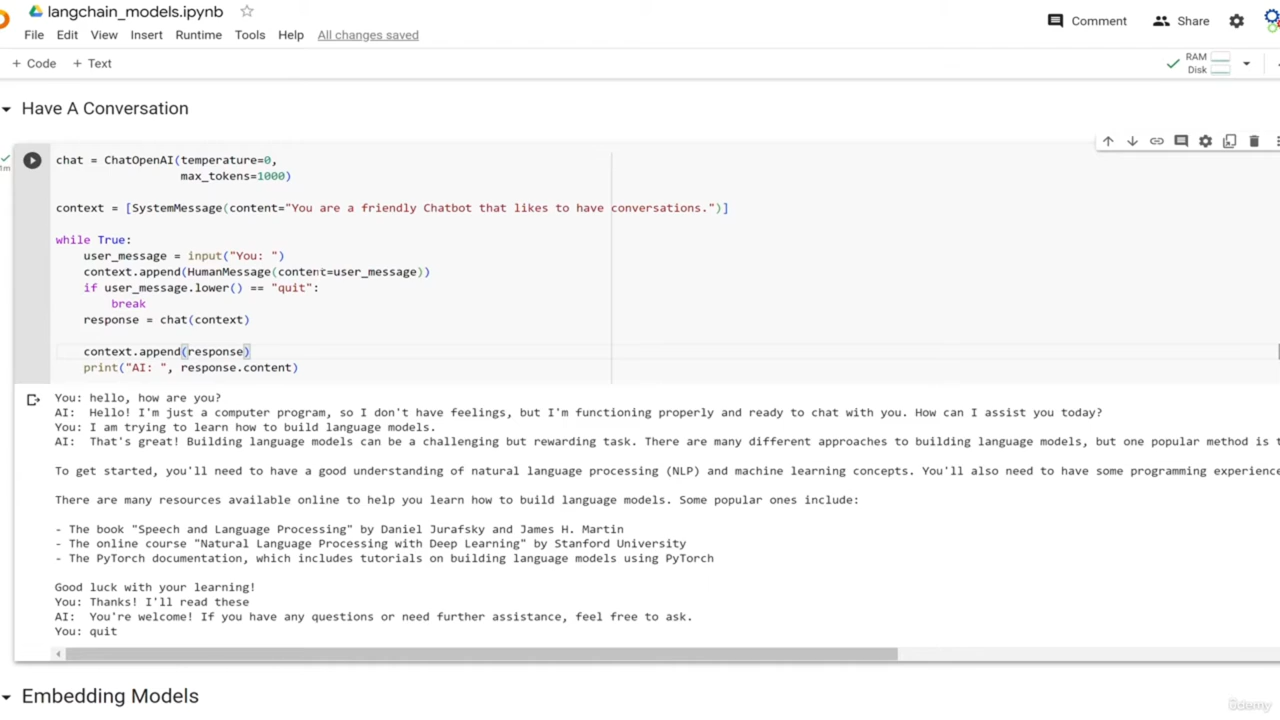 langchain_models.ipynb
File Edit View Insert Runtime Tools Help All changes saved
Comment Share
+ Code + Text
RAM
Disk
Have A Conversation
1m
chat = ChatOpenAI(temperature=0,
max_tokens=1000)
context = [SystemMessage(content="You are a friendly Chatbot that likes to have conversations.")]
while True:
user_message = input("You: ")
context.append(HumanMessage(content=user_message))
if user_message.lower() == "quit":
break
response = chat(context)
context.append(response)
print("AI: ", response.content)
You: hello, how are you?
AI: Hello! I'm just a computer program, so I don't have feelings, but I'm functioning properly and ready to chat with you. How can I assist you today?
You: I am trying to learn how to build language models.
AI: That's great! Building language models can be a challenging but rewarding task. There are many different approaches to building language models, but one popular method is t
To get started, you'll need to have a good understanding of natural language processing (NLP) and machine learning concepts. You'll also need to have some programming experience
There are many resources available online to help you learn how to build language models. Some popular ones include:
- The book "Speech and Language Processing" by Daniel Jurafsky and James H. Martin
- The online course "Natural Language Processing with Deep Learning" by Stanford University
- The PyTorch documentation, which includes tutorials on building language models using PyTorch
Good luck with your learning!
You: Thanks! I'll read these
AI: You're welcome! If you have any questions or need further assistance, feel free to ask.
You: quit
Embedding Models
ûdemy